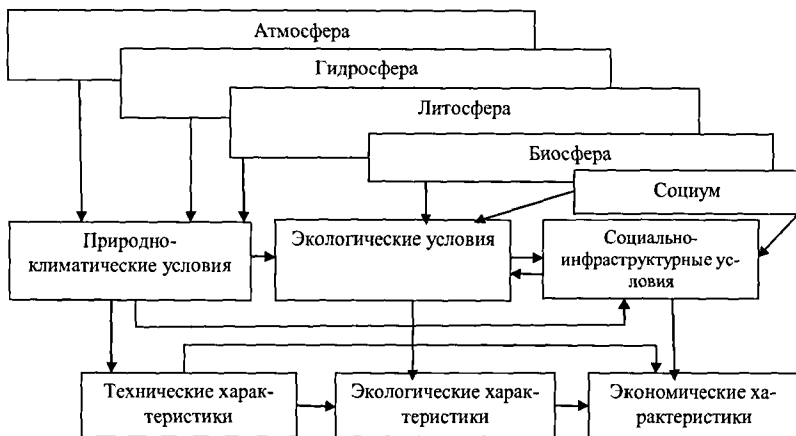 Атмосфера
Гидросфера
Литосфера
Биосфера
Социум
Природно-
климатические условия
Экологические условия
Социально-
инфраструктурные ус-
ловия
Технические харак-
теристики
Экологические харак-
теристики
Экономические ха-
рактеристики